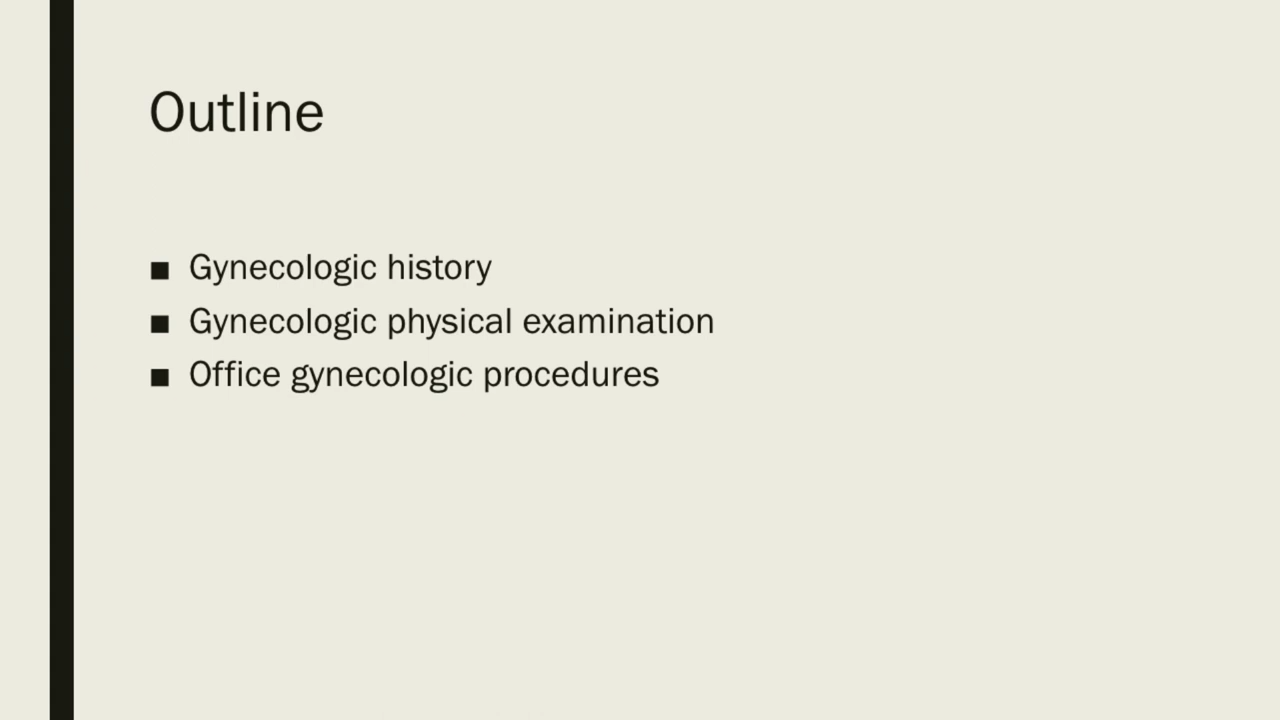 Outline
■ Gynecologic history
■ Gynecologic physical examination
■ Office gynecologic procedures